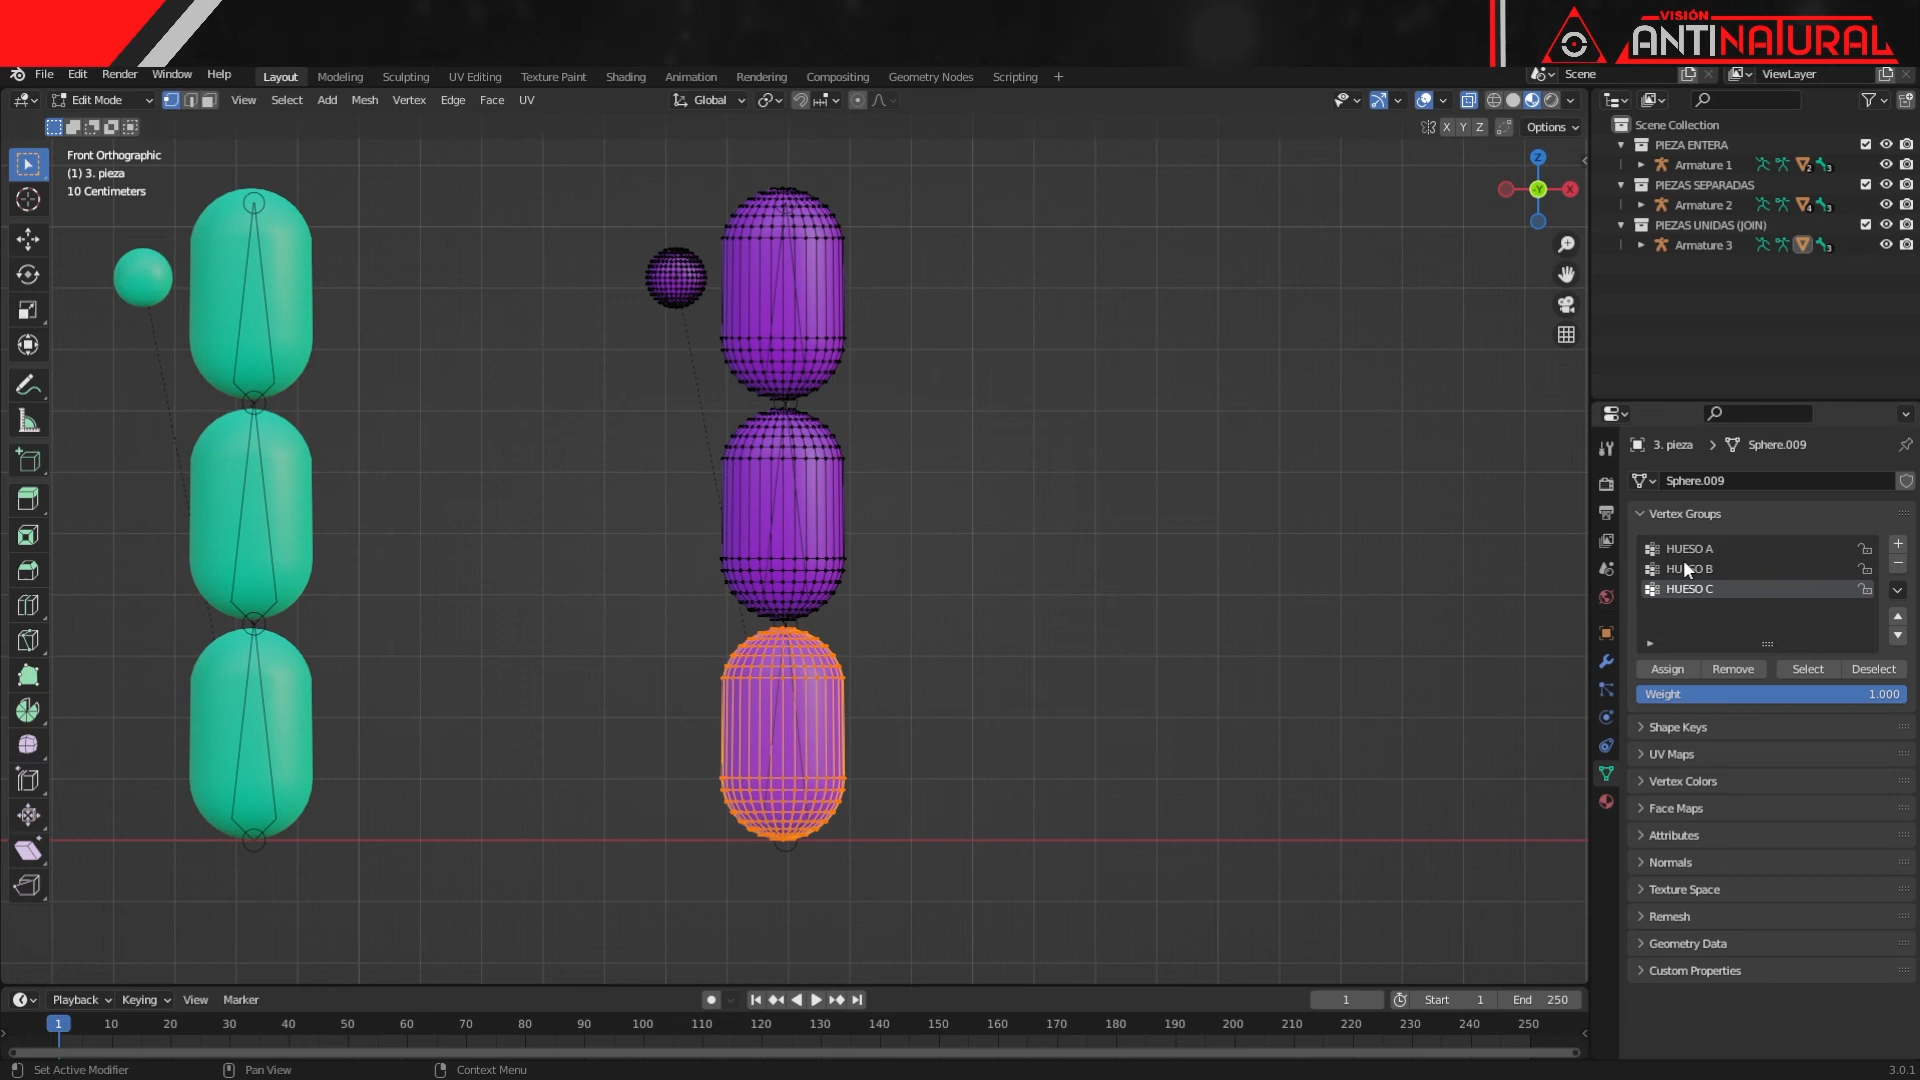 VISIÓN
ANTINATURAL
File Edit Render Window Help
Layout Modeling Sculpting UV Editing Texture Paint Shading Animation Rendering Compositing Geometry Nodes Scripting +
Scene ViewLayer
Edit Mode View Select Add Mesh Vertex Edge Face UV
Global
X Y Z Options
Front Orthographic
(1) 3. pieza
10 Centimeters
Z
-Y
X
Scene Collection
PIEZA ENTERA
Armature 1 2 3
PIEZAS SEPARADAS
Armature 2 4 3
PIEZAS UNIDAS (JOIN)
Armature 3 3
3. pieza > Sphere.009
Sphere.009
Vertex Groups
HUESO A
HUESO B
HUESO C
Assign Remove Select Deselect
Weight 1.000
Shape Keys
UV Maps
Vertex Colors
Face Maps
Attributes
Normals
Texture Space
Remesh
Geometry Data
Custom Properties
Playback Keying View Marker
1 Start 1 End 250
1 10 20 30 40 50 60 70 80 90 100 110 120 130 140 150 160 170 180 190 200 210 220 230 240 250
Set Active Modifier Pan View Context Menu 3.0.1